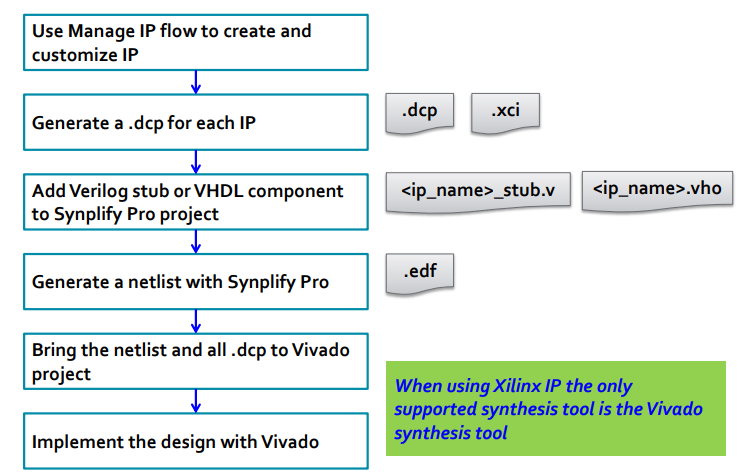 Use Manage IP flow to create and
customize IP
Generate a .dcp for each IP
.dcp
.xci
Add Verilog stub or VHDL component
to Synplify Pro project
<ip_name>_stub.v
<ip_name>.vho
Generate a netlist with Synplify Pro
.edf
Bring the netlist and all .dcp to Vivado
project
When using Xilinx IP the only
supported synthesis tool is the Vivado
synthesis tool
Implement the design with Vivado